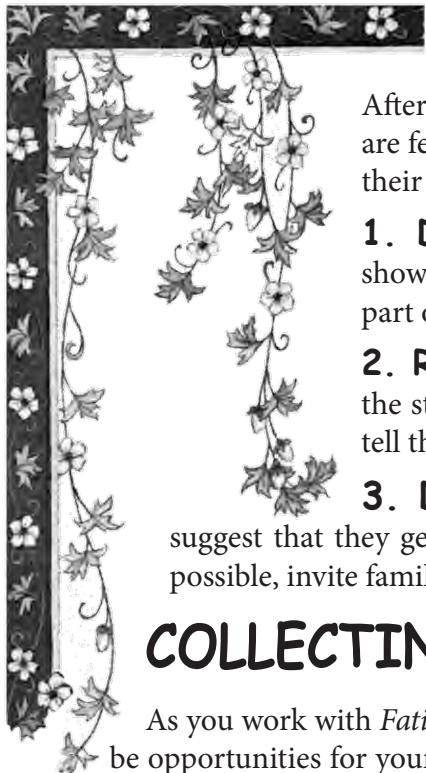 After
are fe
their
1. D
show
part o
2. R
the st
tell th
3. D
suggest that they ge
possible, invite famil
COLLECTIN
As you work with Fati
be opportunities for your